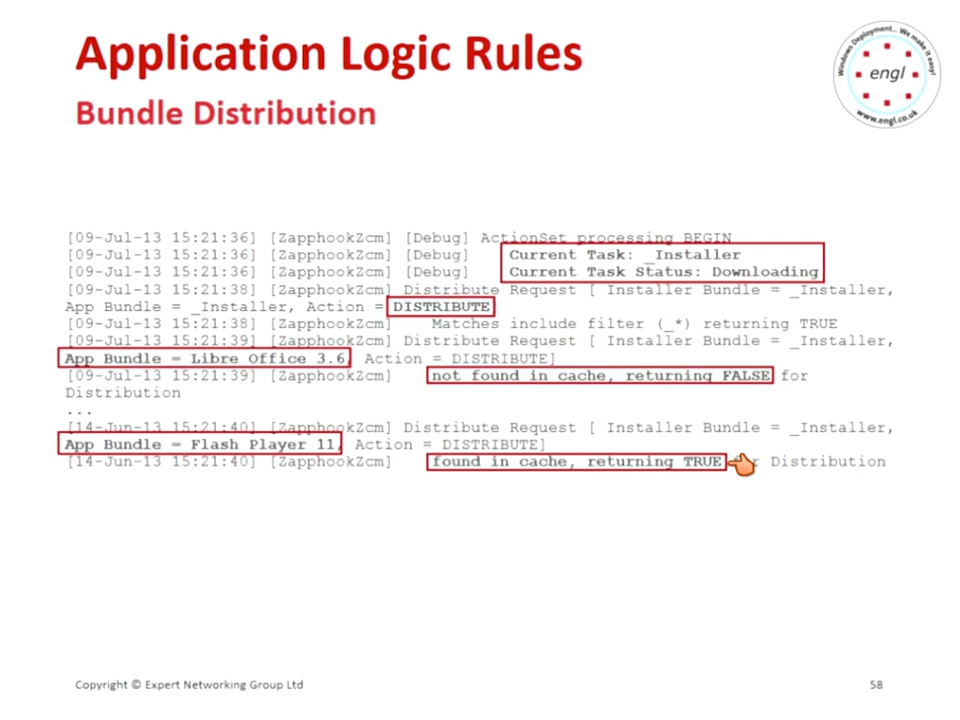 Application Logic Rules
Bundle Distribution
Windows Deployment... We make it easy!
engl
www.engl.co.uk
[09-Jul-13 15:21:36] [ZapphookZcm] [Debug] ActionSet processing BEGIN
[09-Jul-13 15:21:36] [ZapphookZcm] [Debug] Current Task: _Installer
[09-Jul-13 15:21:36] [ZapphookZcm] [Debug] Current Task Status: Downloading
[09-Jul-13 15:21:38] [ZapphookZcm] Distribute Request [ Installer Bundle = _Installer,
App Bundle = _Installer, Action = DISTRIBUTE
[09-Jul-13 15:21:38] [ZapphookZcm] Matches include filter (_*) returning TRUE
[09-Jul-13 15:21:39] [ZapphookZcm] Distribute Request [ Installer Bundle = _Installer,
App Bundle = Libre Office 3.6, Action = DISTRIBUTE]
[09-Jul-13 15:21:39] [ZapphookZcm] not found in cache, returning FALSE for
Distribution
...
[14-Jun-13 15:21:40] [ZapphookZcm] Distribute Request [ Installer Bundle = _Installer,
App Bundle = Flash Player 11, Action = DISTRIBUTE]
[14-Jun-13 15:21:40] [ZapphookZcm] found in cache, returning TRUE for Distribution
Copyright © Expert Networking Group Ltd
58